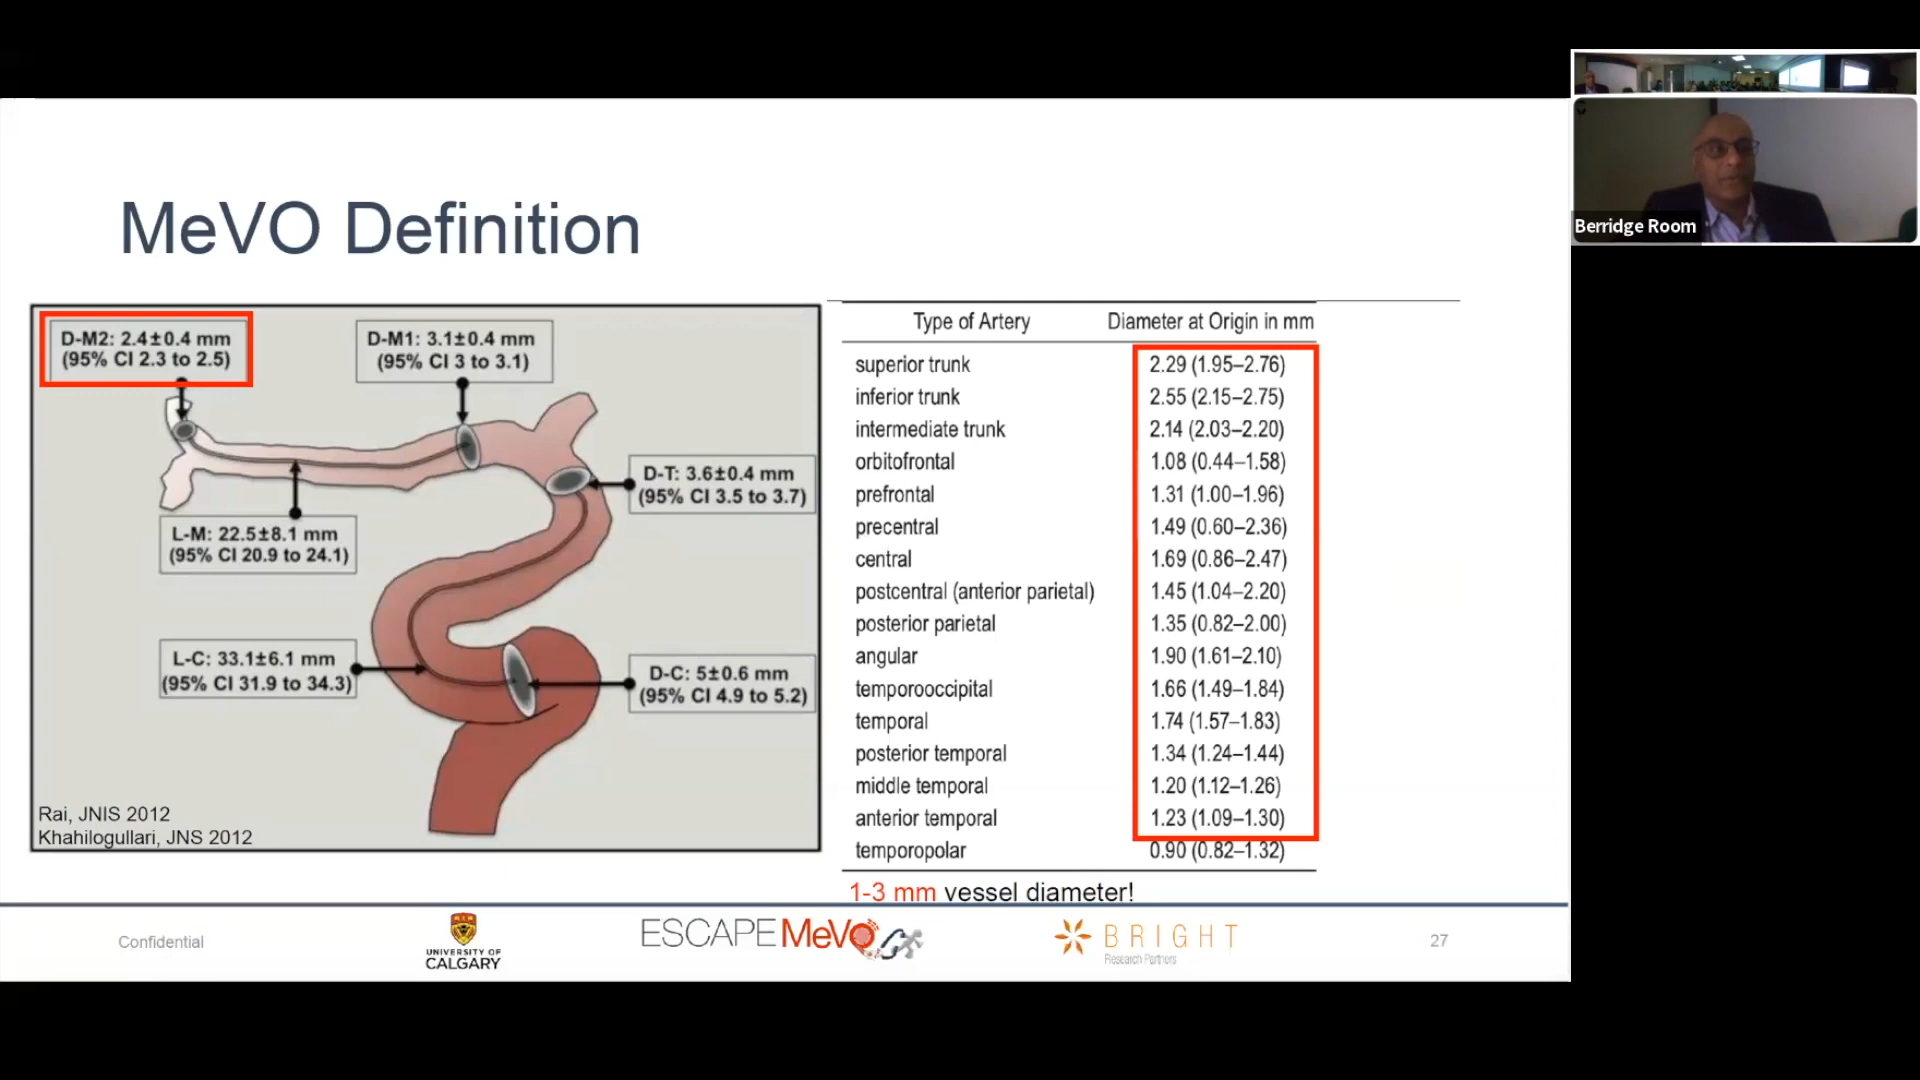 Berridge Room
MeVO Definition
D-M2: 2.4±0.4 mm
(95% CI 2.3 to 2.5)
D-M1: 3.1±0.4 mm
(95% CI 3 to 3.1)
D-T: 3.6±0.4 mm
(95% CI 3.5 to 3.7)
L-M: 22.5±8.1 mm
(95% CI 20.9 to 24.1)
L-C: 33.1±6.1 mm
(95% CI 31.9 to 34.3)
D-C: 5±0.6 mm
(95% CI 4.9 to 5.2)
Rai, JNIS 2012
Khahilogullari, JNS 2012
Type of Artery Diameter at Origin in mm
superior trunk 2.29 (1.95–2.76)
inferior trunk 2.55 (2.15–2.75)
intermediate trunk 2.14 (2.03–2.20)
orbitofrontal 1.08 (0.44–1.58)
prefrontal 1.31 (1.00–1.96)
precentral 1.49 (0.60–2.36)
central 1.69 (0.86–2.47)
postcentral (anterior parietal) 1.45 (1.04–2.20)
posterior parietal 1.35 (0.82–2.00)
angular 1.90 (1.61–2.10)
temporooccipital 1.66 (1.49–1.84)
temporal 1.74 (1.57–1.83)
posterior temporal 1.34 (1.24–1.44)
middle temporal 1.20 (1.12–1.26)
anterior temporal 1.23 (1.09–1.30)
temporopolar 0.90 (0.82–1.32)
1-3 mm vessel diameter!
Confidential
UNIVERSITY OF
CALGARY
ESCAPE MeVO
BRIGHT
Research Partners
27